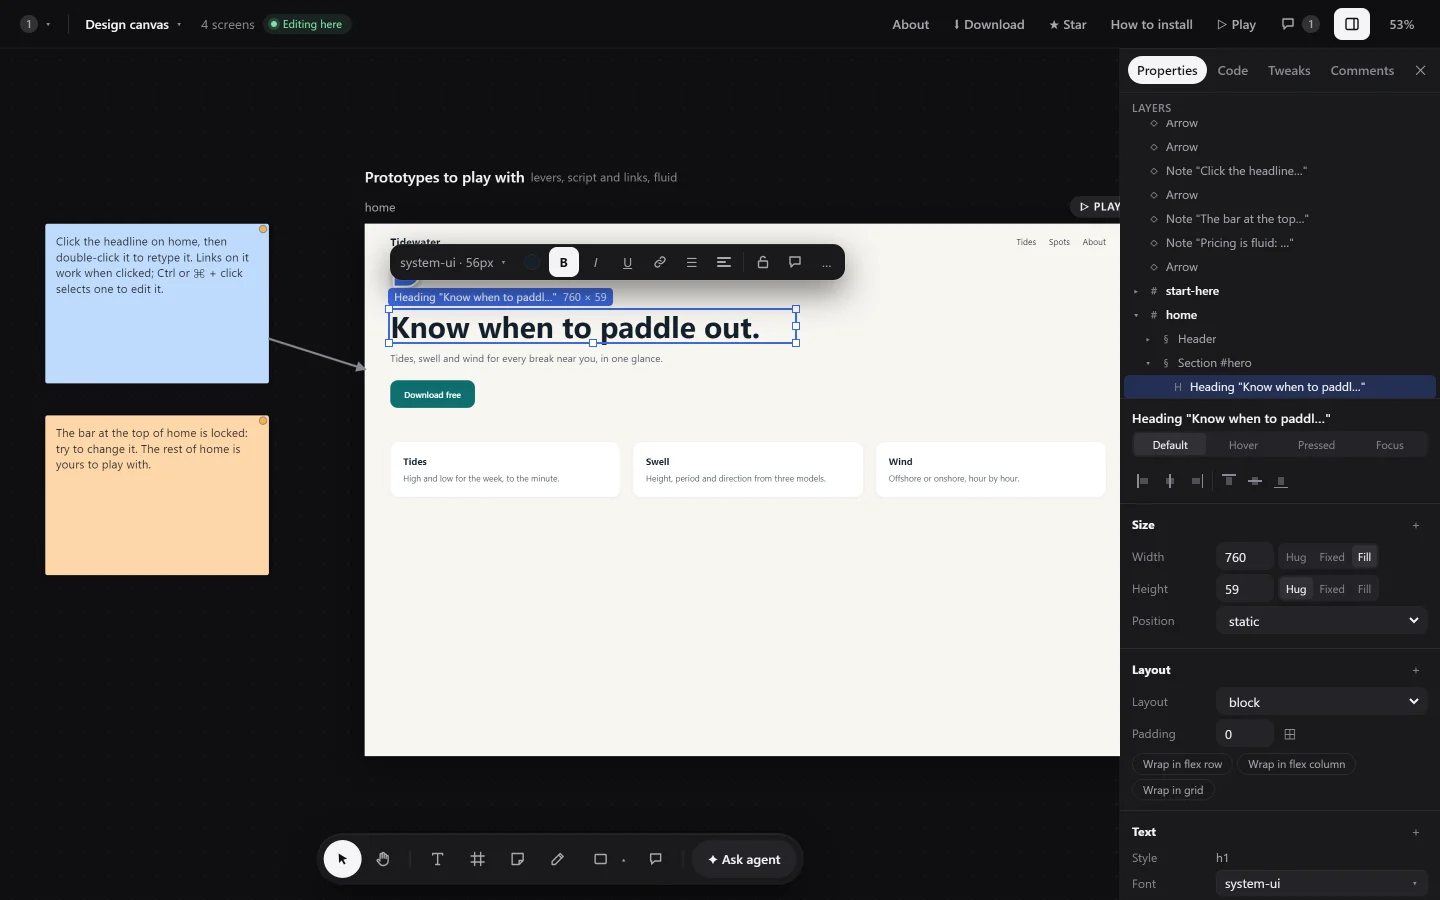 1
Design canvas
4 screens
Editing here
About
Download
Star
How to install
Play
1
53%
Prototypes to play with levers, script and links, fluid
home
PLAY
Click the headline on home, then
double-click it to retype it. Links on it
work when clicked; Ctrl or ⌘ + click
selects one to edit it.
The bar at the top of home is locked:
try to change it. The rest of home is
yours to play with.
Tidewater
Tides Spots About
system-ui · 56px
B I U ...
Heading "Know when to paddl..." 760 × 59
Know when to paddle out.
Tides, swell and wind for every break near you, in one glance.
Download free
Tides
High and low for the week, to the minute.
Swell
Height, period and direction from three models.
Wind
Offshore or onshore, hour by hour.
T
Ask agent
Properties Code Tweaks Comments
LAYERS
Arrow
Arrow
Note "Click the headline..."
Arrow
Note "The bar at the top..."
Note "Pricing is fluid: ..."
Arrow
# start-here
# home
§ Header
§ Section #hero
H Heading "Know when to paddl..."
Heading "Know when to paddl..."
Default Hover Pressed Focus
Size +
Width 760 Hug Fixed Fill
Height 59 Hug Fixed Fill
Position static
Layout +
Layout block
Padding 0
Wrap in flex row Wrap in flex column
Wrap in grid
Text +
Style h1
Font system-ui